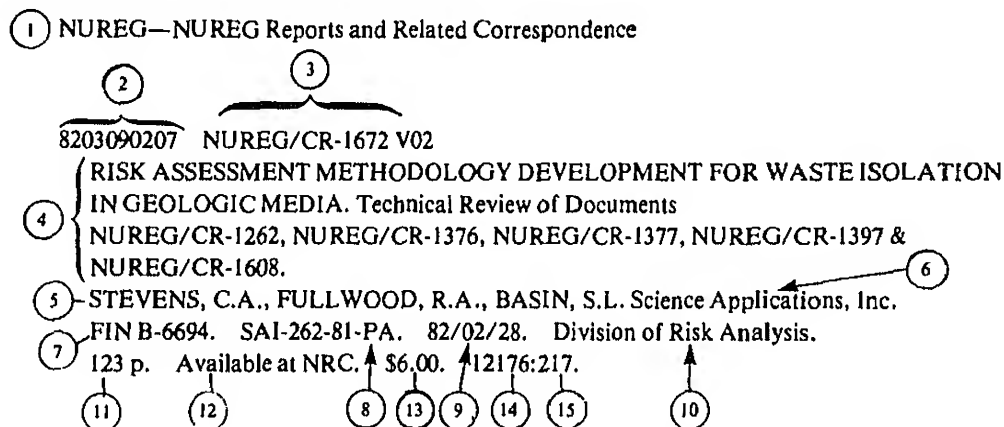 1 NUREG—NUREG Reports and Related Correspondence
2 3
8203090207 NUREG/CR-1672 V02
RISK ASSESSMENT METHODOLOGY DEVELOPMENT FOR WASTE ISOLATION
4 IN GEOLOGIC MEDIA. Technical Review of Documents
NUREG/CR-1262, NUREG/CR-1376, NUREG/CR-1377, NUREG/CR-1397 &
NUREG/CR-1608.
6
5 STEVENS, C.A., FULLWOOD, R.A., BASIN, S.L. Science Applications, Inc.
7 FIN B-6694. SAI-262-81-PA. 82/02/28. Division of Risk Analysis.
123 p. Available at NRC. $6.00. 12176:217.
11 12 8 13 9 14 15 10